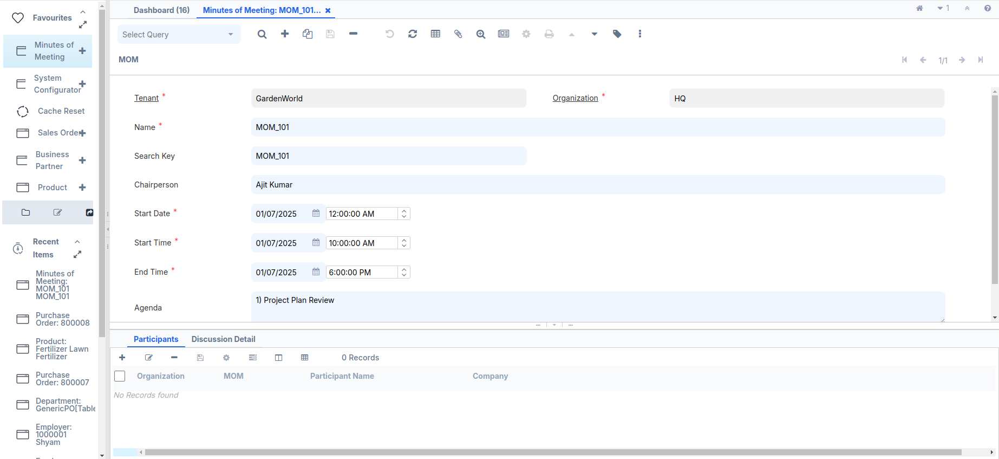 Favourites
Minutes of
Meeting
System
Configurator
Cache Reset
Sales Order
Business
Partner
Product
Recent
Items
Minutes of
Meeting:
MOM_101
MOM_101
Purchase
Order: 800008
Product:
Fertilizer Lawn
Fertilizer
Purchase
Order: 800007
Department:
GenericPO[Table
Employer:
1000001
Shyam
Dashboard (16)
Minutes of Meeting: MOM_101...
1
Select Query
MOM
1/1
Tenant *
GardenWorld
Organization *
HQ
Name *
MOM_101
Search Key
MOM_101
Chairperson
Ajit Kumar
Start Date *
01/07/2025
12:00:00 AM
Start Time *
01/07/2025
10:00:00 AM
End Time *
01/07/2025
6:00:00 PM
Agenda
1) Project Plan Review
Participants
Discussion Detail
0 Records
Organization
MOM
Participant Name
Company
No Records found